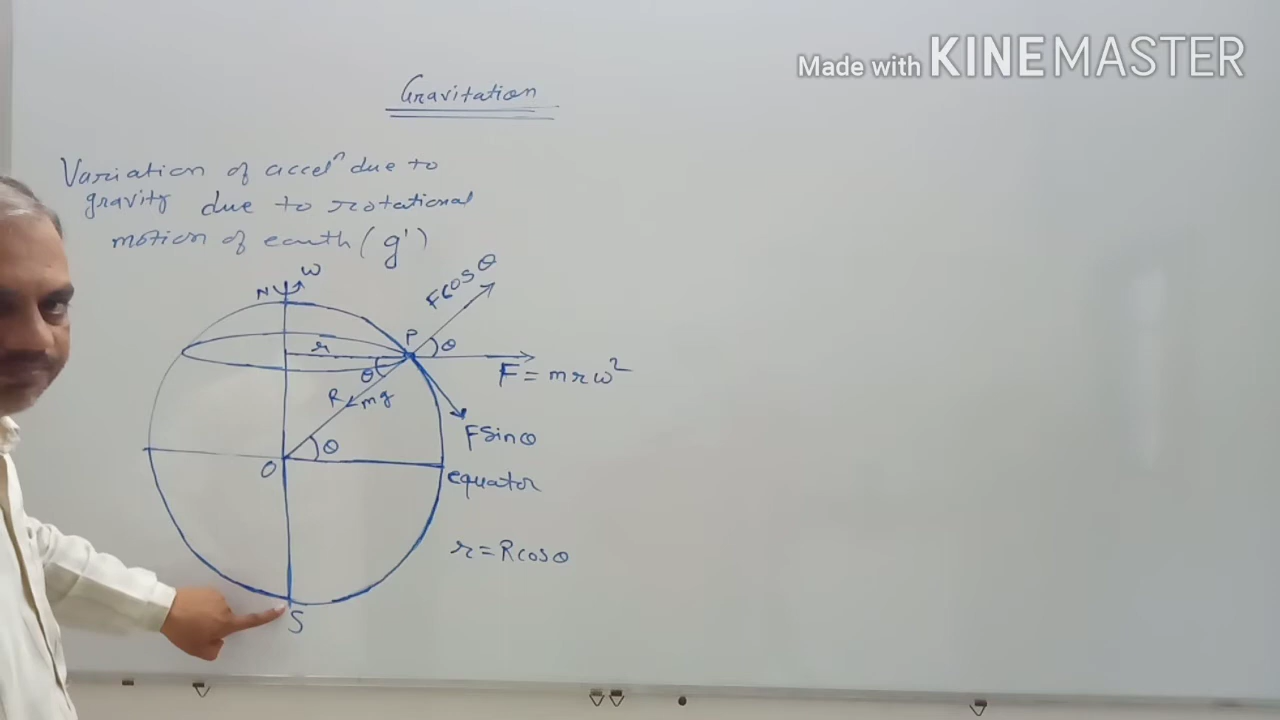 Made with KINEMASTER
Gravitation
Variation of accelⁿ due to
gravity due to rotational
motion of earth (g')
N ω
F cos θ
P
r θ
θ F = mrω²
R mg
F sin θ
θ
O
equator
r = R cos θ
S